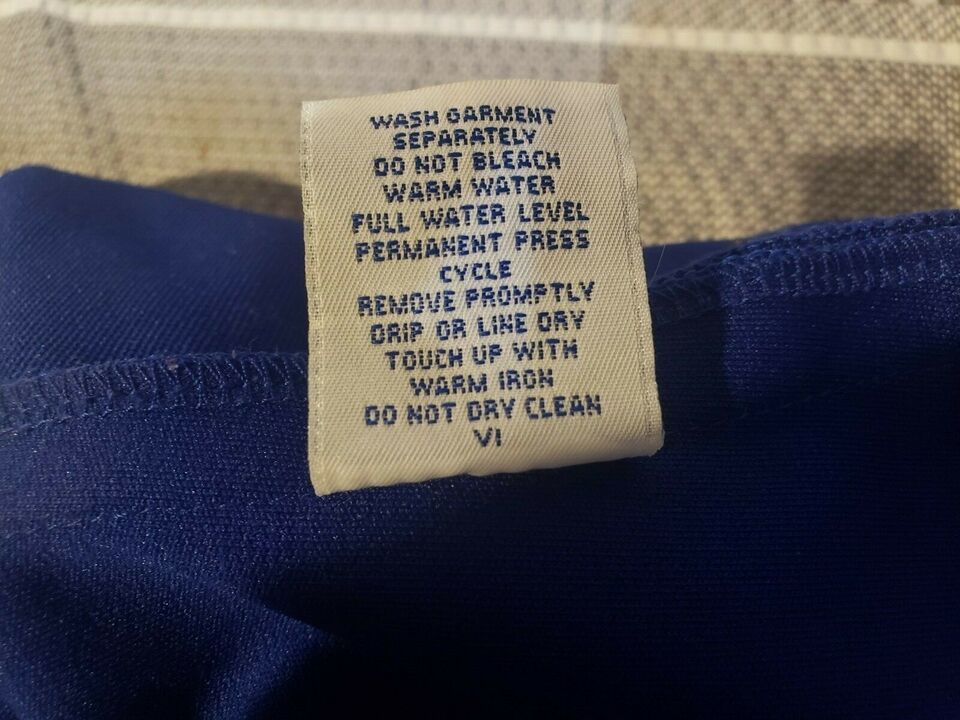 WASH GARMENT
SEPARATELY
DO NOT BLEACH
WARM WATER
FULL WATER LEVEL
PERMANENT PRESS
CYCLE
REMOVE PROMPTLY
DRIP OR LINE DRY
TOUCH UP WITH
WARM IRON
DO NOT DRY CLEAN
VI